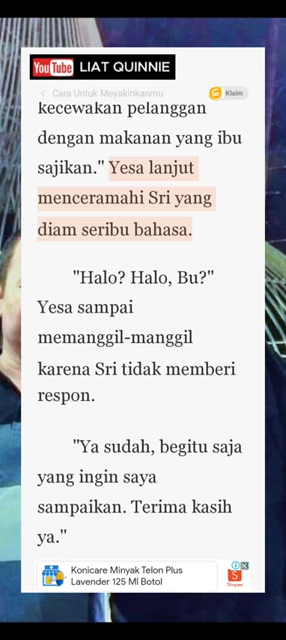 YouTube LIAT QUINNIE
< Cara Untuk Meyakinkanmu
Klaim
kecewakan pelanggan
dengan makanan yang ibu
sajikan." Yesa lanjut
menceramahi Sri yang
diam seribu bahasa.
"Halo? Halo, Bu?"
Yesa sampai
memanggil-manggil
karena Sri tidak memberi
respon.
"Ya sudah, begitu saja
yang ingin saya
sampaikan. Terima kasih
ya."
Konicare Minyak Telon Plus
Lavender 125 Ml Botol
Shopee